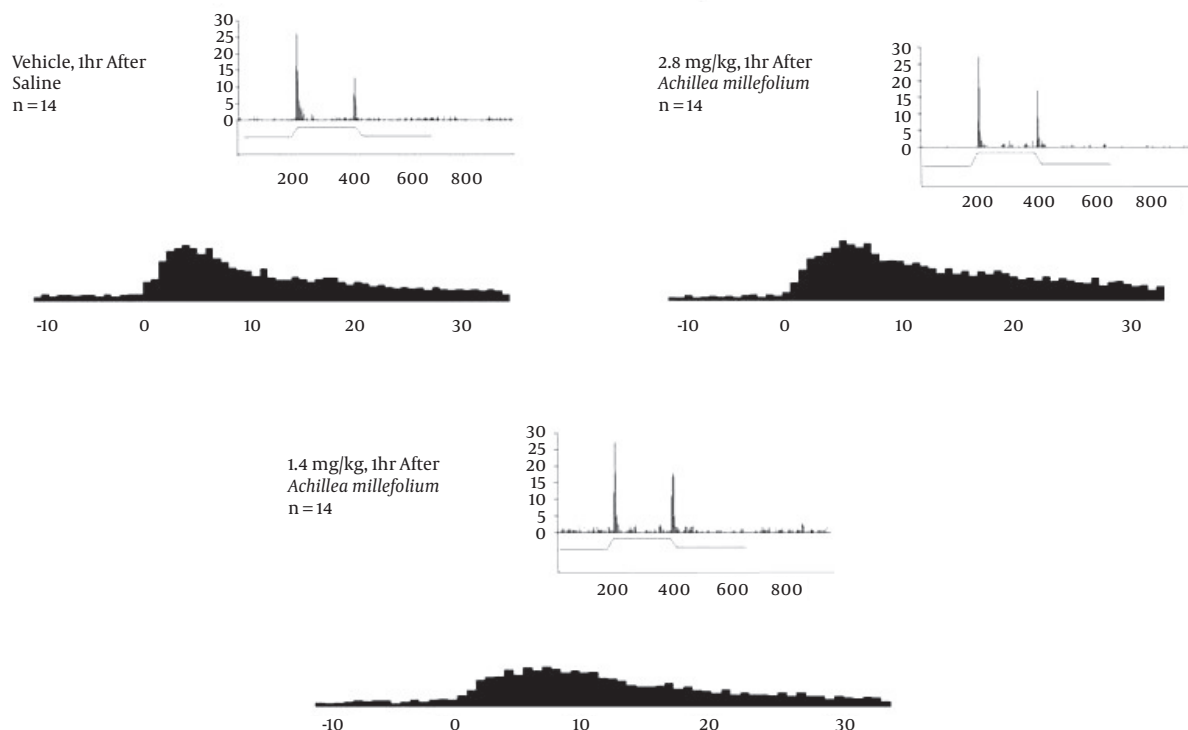 Vehicle, 1hr After
Saline
n = 14
30
25
20
15
10
5
0
200 400 600 800
-10 0 10 20 30
2.8 mg/kg, 1hr After
Achillea millefolium
n = 14
30
25
20
15
10
5
0
200 400 600 800
-10 0 10 20 30
1.4 mg/kg, 1hr After
Achillea millefolium
n = 14
30
25
20
15
10
5
0
200 400 600 800
-10 0 10 20 30